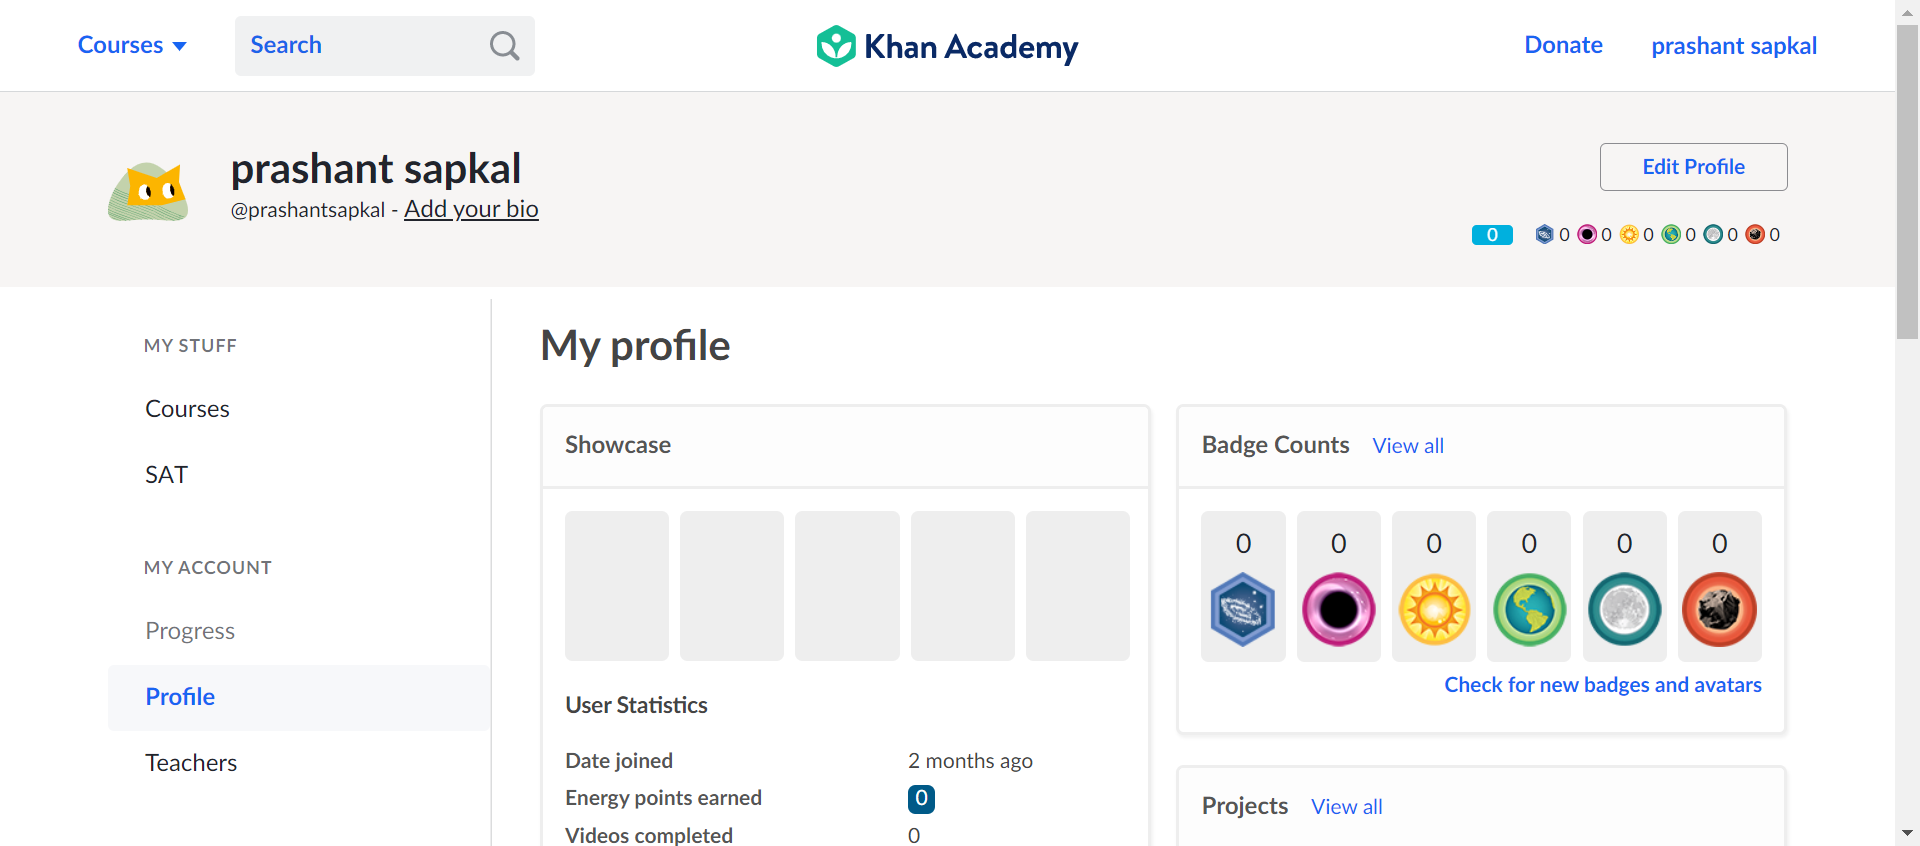 Courses
Search
Khan Academy
Donate
prashant sapkal
prashant sapkal
@prashantsapkal - Add your bio
Edit Profile
0 0 0 0 0 0 0
MY STUFF
Courses
SAT
MY ACCOUNT
Progress
Profile
Teachers
My profile
Showcase
User Statistics
Date joined 2 months ago
Energy points earned 0
Videos completed 0
Badge Counts View all
0 0 0 0 0 0
Check for new badges and avatars
Projects View all